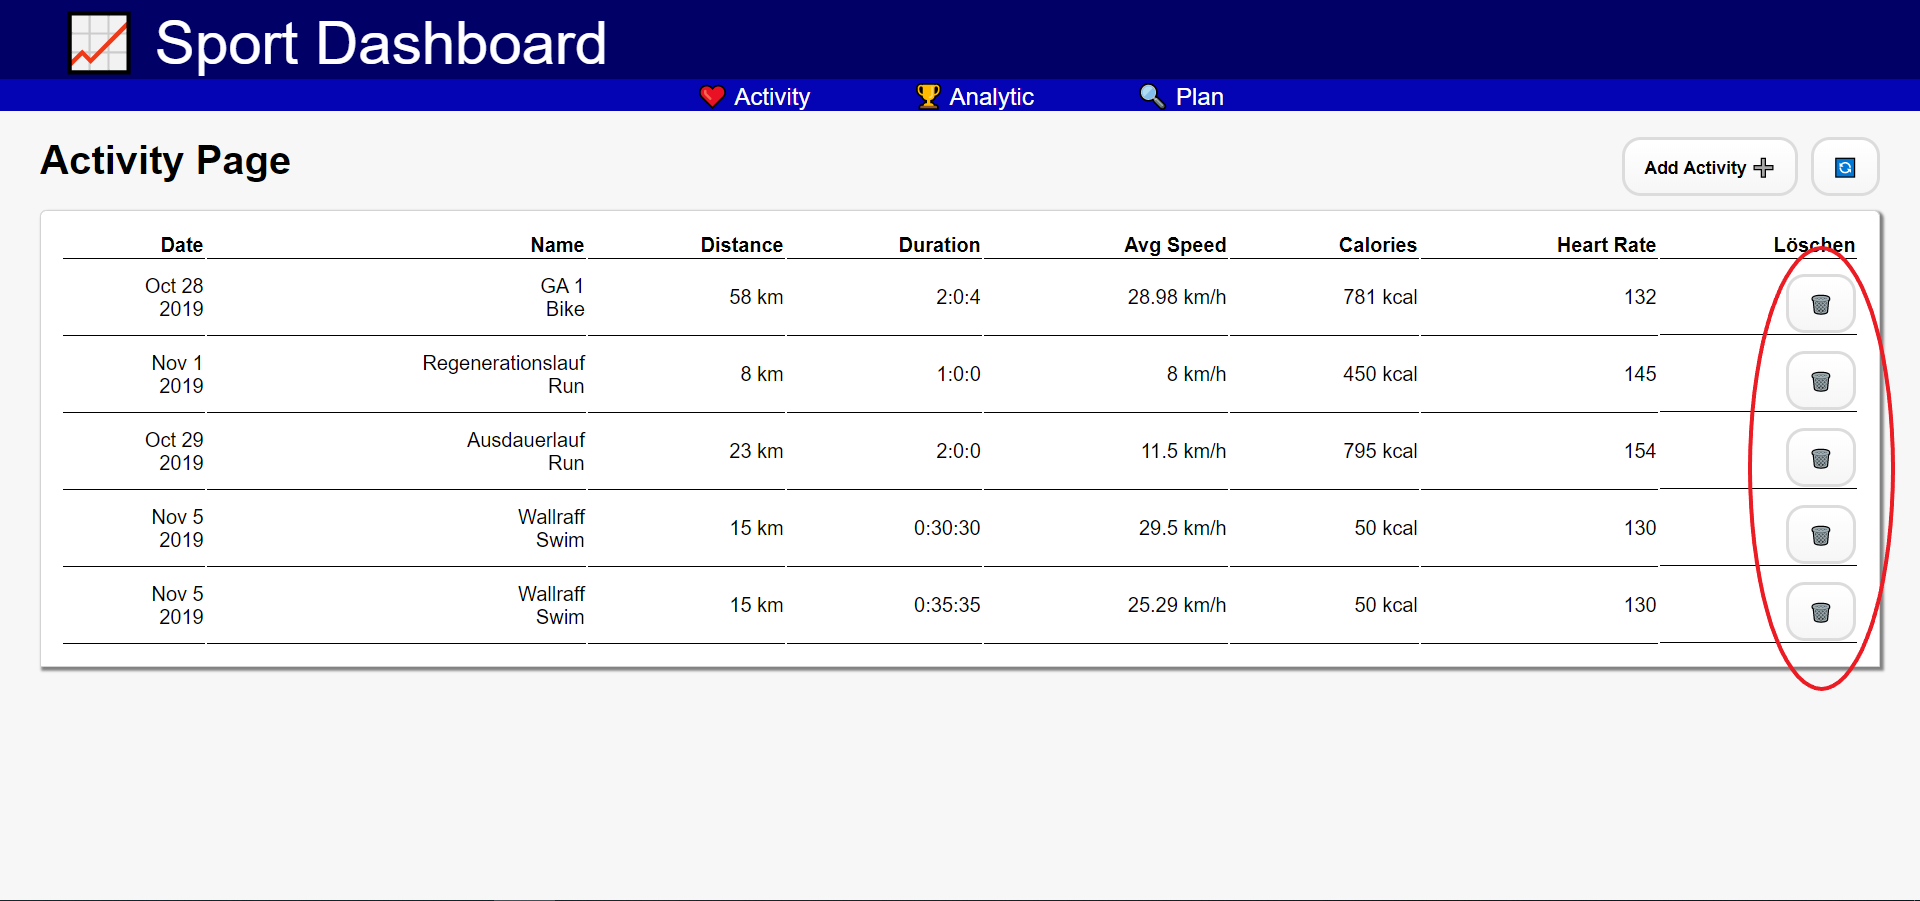 Sport Dashboard
Activity Analytic Plan
Activity Page
Add Activity
Date Name Distance Duration Avg Speed Calories Heart Rate Löschen
Oct 28 GA 1
2019 Bike 58 km 2:0:4 28.98 km/h 781 kcal 132
Nov 1 Regenerationslauf
2019 Run 8 km 1:0:0 8 km/h 450 kcal 145
Oct 29 Ausdauerlauf
2019 Run 23 km 2:0:0 11.5 km/h 795 kcal 154
Nov 5 Wallraff
2019 Swim 15 km 0:30:30 29.5 km/h 50 kcal 130
Nov 5 Wallraff
2019 Swim 15 km 0:35:35 25.29 km/h 50 kcal 130